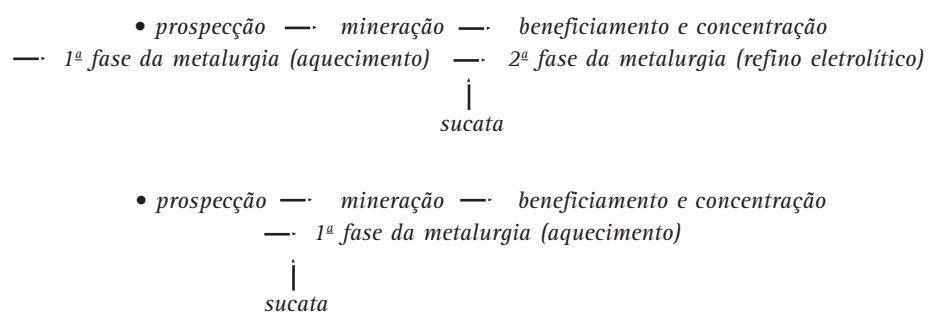 • prospecção → mineração → beneficiamento e concentração
→ 1ª fase da metalurgia (aquecimento) → 2ª fase da metalurgia (refino eletrolítico)
↑
sucata
• prospecção → mineração → beneficiamento e concentração
→ 1ª fase da metalurgia (aquecimento)
↑
sucata